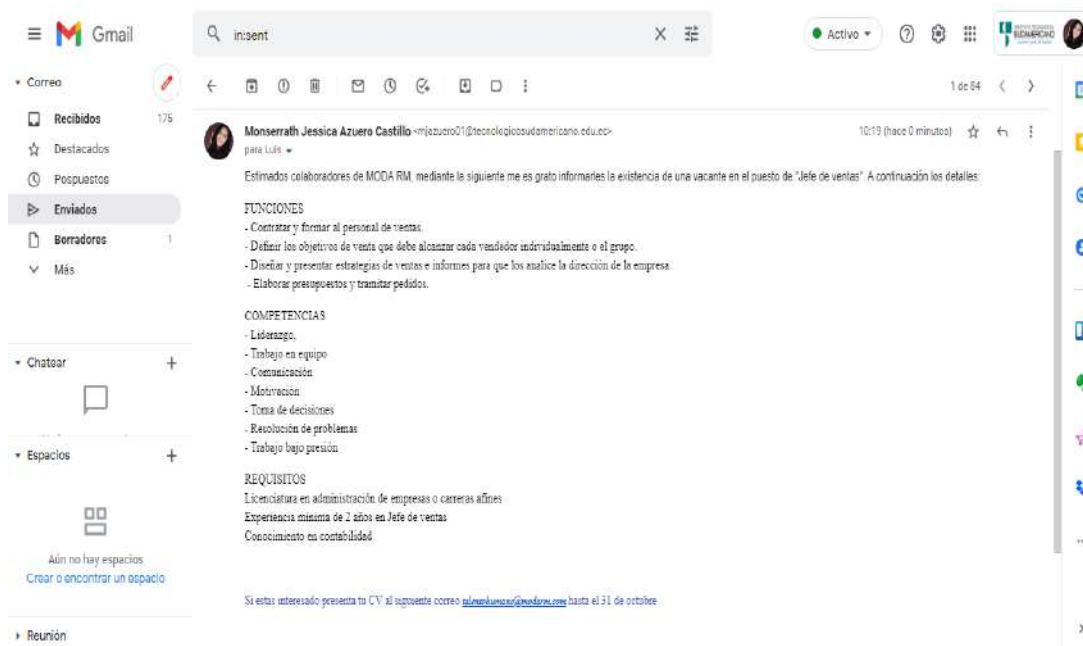 Gmail
in:sent
Activo
SUDAMERICANO
Correo
1 de 64
Recibidos 175
Destacados
Pospuestos
Enviados
Borradores 1
Más
Chatear
Espacios
Aún no hay espacios
Crear o encontrar un espacio
Reunión
Monserrath Jessica Azuero Castillo <mjazuero01@tecnologicosudamericano.edu.ec>
10:19 (hace 0 minutos)
para Luis
Estimados colaboradores de MODA RM, mediante la siguiente me es grato informarles la existencia de una vacante en el puesto de "Jefe de ventas". A continuación los detalles:
FUNCIONES
- Contratar y formar al personal de ventas.
- Definir los objetivos de venta que debe alcanzar cada vendedor individualmente o el grupo.
- Diseñar y presentar estrategias de ventas e informes para que los analice la dirección de la empresa
- Elaborar presupuestos y tramitar pedidos.
COMPETENCIAS
- Liderazgo,
- Trabajo en equipo
- Comunicación
- Motivación
- Toma de decisiones
- Resolución de problemas
- Trabajo bajo presión
REQUISITOS
Licenciatura en administración de empresas o carreras afines
Experiencia mínima de 2 años en Jefe de ventas
Conocimiento en contabilidad
Si estas interesado presenta tu CV al siguiente correo talentohumano@modarm.com hasta el 31 de octubre